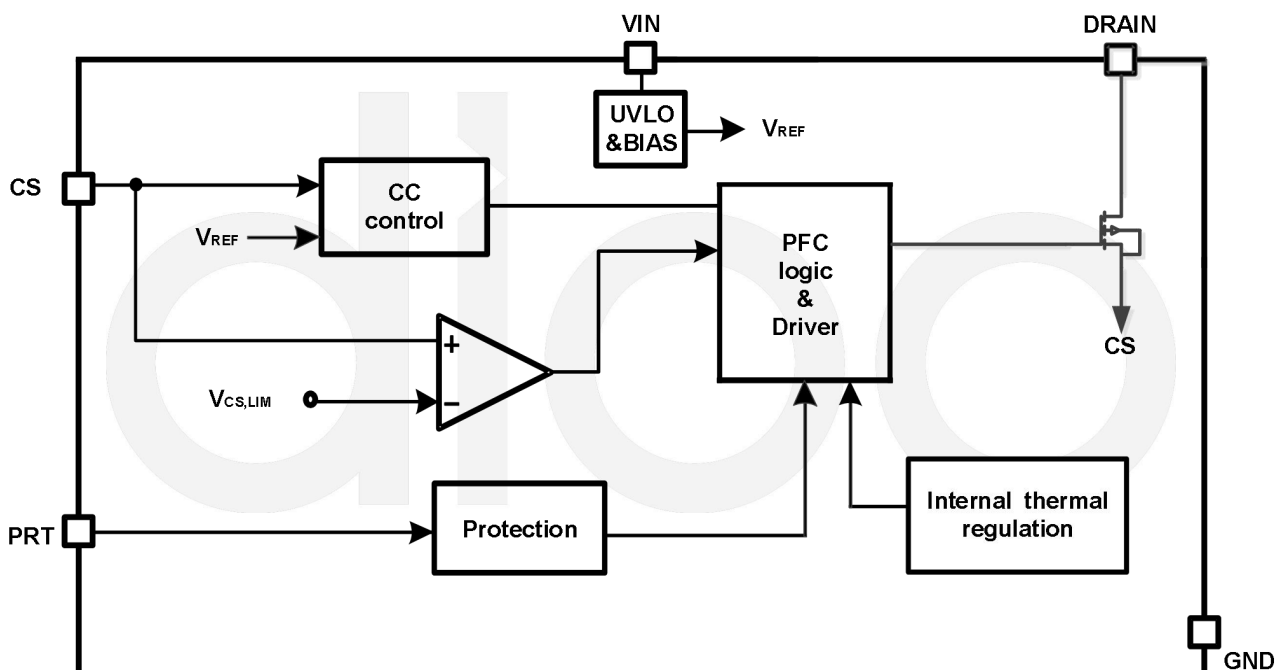 VIN
DRAIN
UVLO
&BIAS
VREF
CS
CC
control
VREF
PFC
logic
&
Driver
+
CS
VCS,LIM
−
Internal thermal
regulation
Protection
PRT
GND
dioo